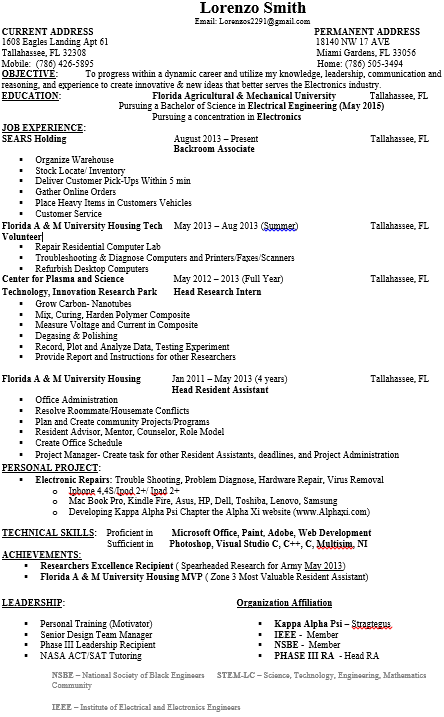 Lorenzo Smith
Email: Lorenzos2291@gmail.com
CURRENT ADDRESS PERMANENT ADDRESS
1608 Eagles Landing Apt 61 18140 NW 17 AVE
Tallahassee, FL 32308 Miami Gardens, FL 33056
Mobile: (786) 426-5895 Home: (786) 505-3494
OBJECTIVE: To progress within a dynamic career and utilize my knowledge, leadership, communication and
reasoning, and experience to create innovative & new ideas that better serves the Electronics industry.
EDUCATION: Florida Agricultural & Mechanical University Tallahassee, FL
Pursuing a Bachelor of Science in Electrical Engineering (May 2015)
Pursuing a concentration in Electronics
JOB EXPERIENCE:
SEARS Holding August 2013 – Present Tallahassee, FL
Backroom Associate
▪ Organize Warehouse
▪ Stock Locate/ Inventory
▪ Deliver Customer Pick-Ups Within 5 min
▪ Gather Online Orders
▪ Place Heavy Items in Customers Vehicles
▪ Customer Service
Florida A & M University Housing Tech May 2013 – Aug 2013 (Summer) Tallahassee, FL
Volunteer
▪ Repair Residential Computer Lab
▪ Troubleshooting & Diagnose Computers and Printers/Faxes/Scanners
▪ Refurbish Desktop Computers
Center for Plasma and Science May 2012 – 2013 (Full Year) Tallahassee, FL
Technology, Innovation Research Park Head Research Intern
▪ Grow Carbon- Nanotubes
▪ Mix, Curing, Harden Polymer Composite
▪ Measure Voltage and Current in Composite
▪ Degasing & Polishing
▪ Record, Plot and Analyze Data, Testing Experiment
▪ Provide Report and Instructions for other Researchers
Florida A & M University Housing Jan 2011 – May 2013 (4 years) Tallahassee, FL
Head Resident Assistant
▪ Office Administration
▪ Resolve Roommate/Housemate Conflicts
▪ Plan and Create community Projects/Programs
▪ Resident Advisor, Mentor, Counselor, Role Model
▪ Create Office Schedule
▪ Project Manager- Create task for other Resident Assistants, deadlines, and Project Administration
PERSONAL PROJECT:
▪ Electronic Repairs: Trouble Shooting, Problem Diagnose, Hardware Repair, Virus Removal
o Iphone 4,4S/Ipod 2+/ Ipad 2+
o Mac Book Pro, Kindle Fire, Asus, HP, Dell, Toshiba, Lenovo, Samsung
o Developing Kappa Alpha Psi Chapter the Alpha Xi website (www.Alphaxi.com)
TECHNICAL SKILLS: Proficient in Microsoft Office, Paint, Adobe, Web Development
Sufficient in Photoshop, Visual Studio C, C++, C, Multisim, NI
ACHIEVEMENTS:
▪ Researchers Excellence Recipient ( Spearheaded Research for Army May 2013)
▪ Florida A & M University Housing MVP ( Zone 3 Most Valuable Resident Assistant)
LEADERSHIP: Organization Affiliation
▪ Personal Training (Motivator) ▪ Kappa Alpha Psi – Strategus
▪ Senior Design Team Manager ▪ IEEE - Member
▪ Phase III Leadership Recipient ▪ NSBE - Member
▪ NASA ACT/SAT Tutoring ▪ PHASE III RA - Head RA
NSBE – National Society of Black Engineers STEM-LC – Science, Technology, Engineering, Mathematics
Community
IEEE – Institute of Electrical and Electronics Engineers